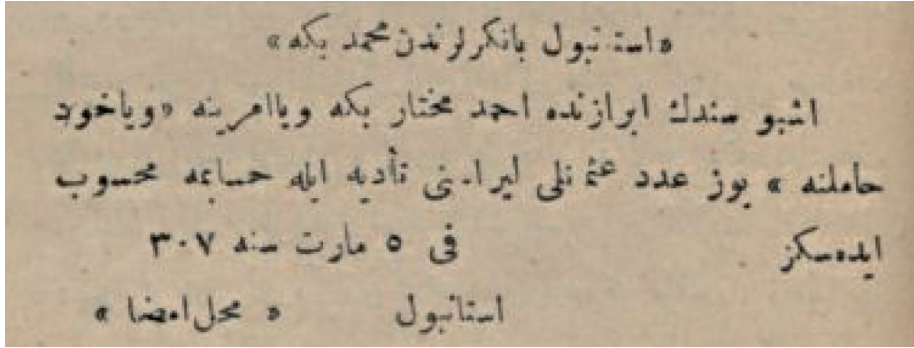 «استانبول بانكرلرندن محمد بكه»
اشبو سندك ابرازنده احمد مختار بكه ويا امرينه «وياخود
حاملنه» يوز عدد عثمانلى ليراسنى تأديه ايله حسابمه محسوب
ايده‌سكز فى ٥ مارت سنه ٣٠٧
استانبول «محل امضا»